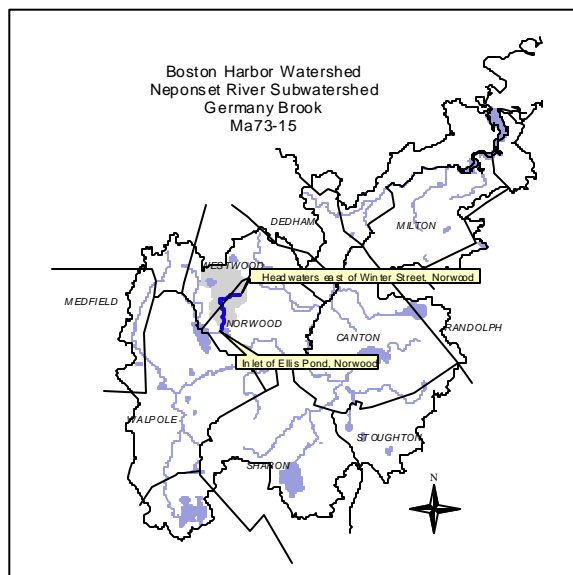 Boston Harbor Watershed
Neponset River Subwatershed
Germany Brook
Ma73-15
DEDHAM
MILTON
WESTWOOD
Headwaters east of Winter Street, Norwood
MEDFIELD
NORWOOD
CANTON
RANDOLPH
Inlet of Ellis Pond, Norwood
WALPOLE
STOUGHTON
SHARON
N